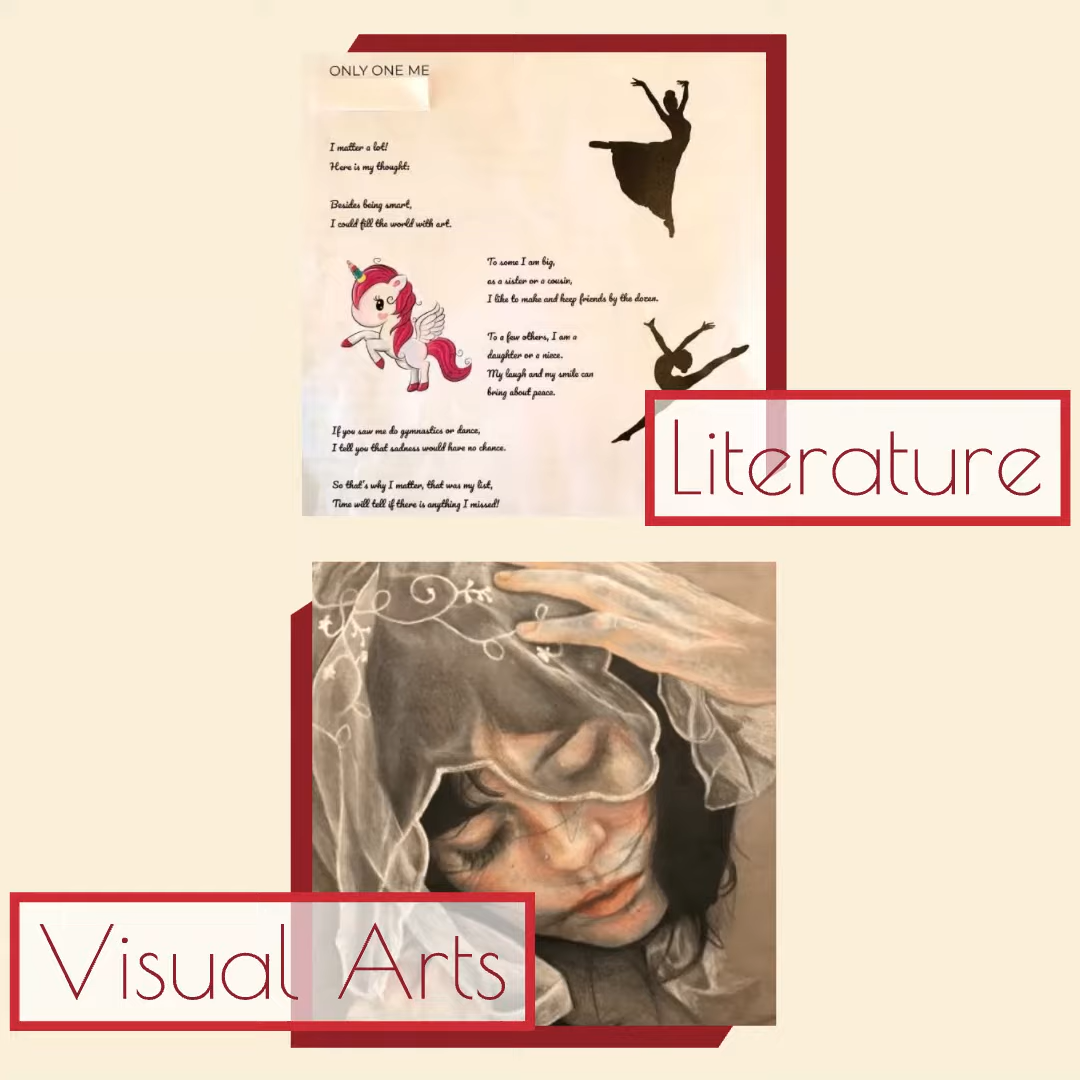 ONLY ONE ME
I matter a lot!
Here is my thought:
Besides being smart,
I could fill the world with art.
To some I am big,
as a sister or a cousin,
I like to make and keep friends by the dozen.
To a few others, I am a
daughter or a niece.
My laugh and my smile can
bring about peace.
If you saw me do gymnastics or dance,
I tell you that sadness would have no chance.
So that's why I matter, that was my list,
Time will tell if there is anything I missed!
Literature
Visual Arts